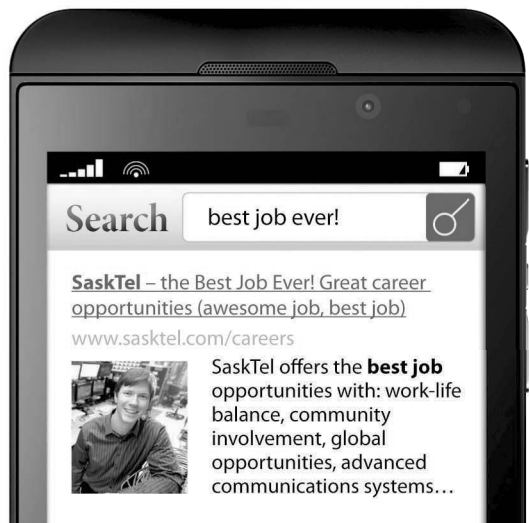 Search best job ever!
SaskTel – the Best Job Ever! Great career
opportunities (awesome job, best job)
www.sasktel.com/careers
SaskTel offers the best job
opportunities with: work-life
balance, community
involvement, global
opportunities, advanced
communications systems…